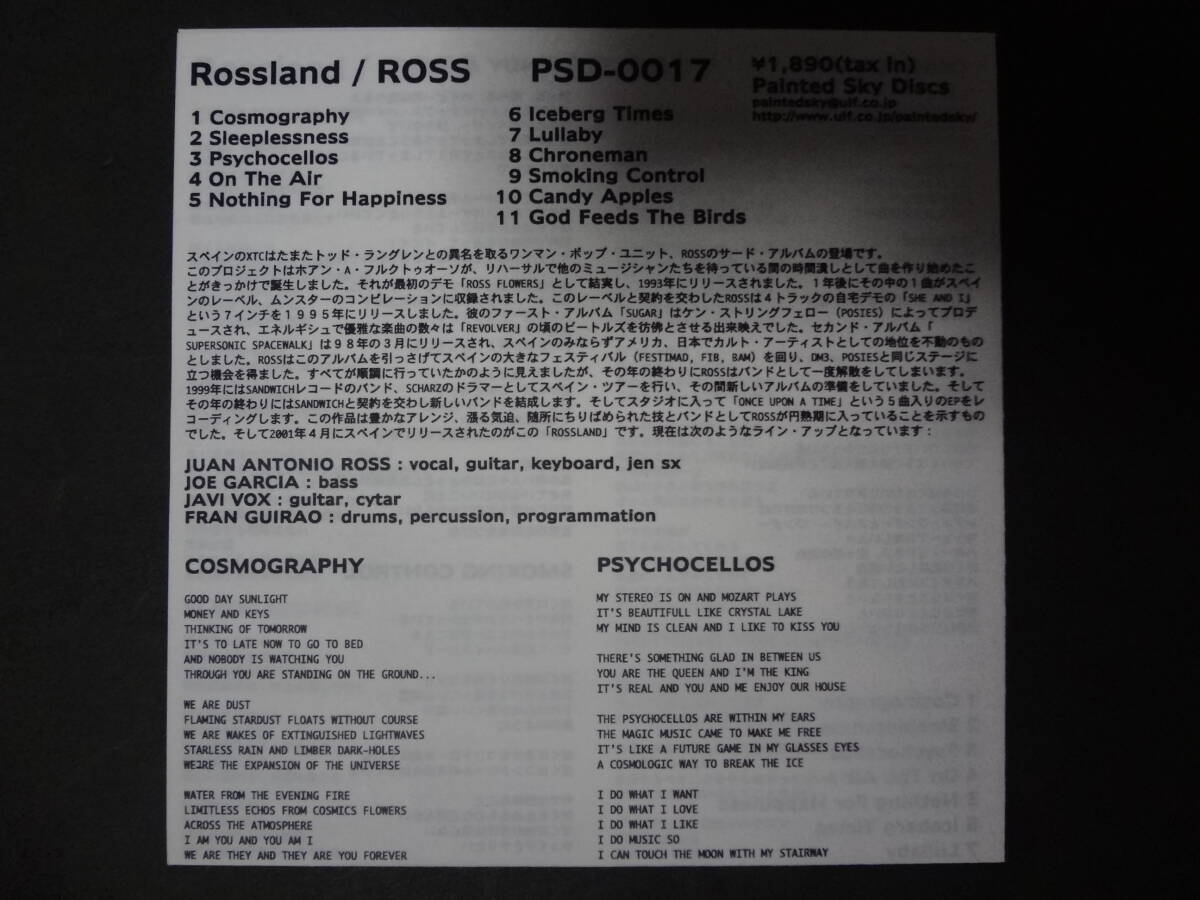 Rossland / ROSS PSD-0017 ¥1,890(tax in)
Painted Sky Discs
paintedsky@ulf.co.jp
http://www.ulf.co.jp/paintedsky/
1 Cosmography
2 Sleeplessness
3 Psychocellos
4 On The Air
5 Nothing For Happiness
6 Iceberg Times
7 Lullaby
8 Chroneman
9 Smoking Control
10 Candy Apples
11 God Feeds The Birds
スペインのXTCはたまたトッド・ラングレンとの異名を取るワンマン・ポップ・ユニット、ROSSのサード・アルバムの登場です。
このプロジェクトはホアン・A・フルクトゥオーソが、リハーサルで他のミュージシャンたちを待っている間の時間潰しとして曲を作り始めたこ
とがきっかけで誕生しました。それが最初のデモ「ROSS FLOWERS」として結実し、1993年にリリースされました。１年後にその中の１曲がスペイ
ンのレーベル、ムンスターのコンピレーションに収録されました。このレーベルと契約を交わしたROSSは４トラックの自宅デモの「SHE AND I」
という７インチを１９９５年にリリースしました。彼のファースト・アルバム「SUGAR」はケン・ストリングフェロー（POSIES）によってプロデ
ュースされ、エネルギシュで優雅な楽曲の数々は「REVOLVER」の頃のビートルズを彷彿とさせる出来映えでした。セカンド・アルバム「
SUPERSONIC SPACEWALK」は９８年の３月にリリースされ、スペインのみならずアメリカ、日本でカルト・アーティストとしての地位を不動のもの
としました。ROSSはこのアルバムを引っさげてスペインの大きなフェスティバル（FESTIMAD, FIB, BAM）を回り、DM3、POSIESと同じステージに
立つ機会を得ました。すべてが順調に行っていたかのように見えましたが、その年の終わりにROSSはバンドとして一度解散をしてしまいます。
1999年にはSANDWICHレコードのバンド、SCHARZのドラマーとしてスペイン・ツアーを行い、その間新しいアルバムの準備をしていました。そして
その年の終わりにはSANDWICHと契約を交わし新しいバンドを結成します。そしてスタジオに入って「ONCE UPON A TIME」という５曲入りのEPをレ
コーディングします。この作品は豊かなアレンジ、漲る気迫、随所にちりばめられた技とバンドとしてROSSが円熟期に入っていることを示すもの
でした。そして2001年４月にスペインでリリースされたのがこの「ROSSLAND」です。現在は次のようなライン・アップとなっています：
JUAN ANTONIO ROSS : vocal, guitar, keyboard, jen sx
JOE GARCIA : bass
JAVI VOX : guitar, cytar
FRAN GUIRAO : drums, percussion, programmation
COSMOGRAPHY
GOOD DAY SUNLIGHT
MONEY AND KEYS
THINKING OF TOMORROW
IT'S TO LATE NOW TO GO TO BED
AND NOBODY IS WATCHING YOU
THROUGH YOU ARE STANDING ON THE GROUND...
WE ARE DUST
FLAMING STARDUST FLOATS WITHOUT COURSE
WE ARE WAKES OF EXTINGUISHED LIGHTWAVES
STARLESS RAIN AND LIMBER DARK-HOLES
WEｺRE THE EXPANSION OF THE UNIVERSE
WATER FROM THE EVENING FIRE
LIMITLESS ECHOS FROM COSMICS FLOWERS
ACROSS THE ATMOSPHERE
I AM YOU AND YOU AM I
WE ARE THEY AND THEY ARE YOU FOREVER
PSYCHOCELLOS
MY STEREO IS ON AND MOZART PLAYS
IT'S BEAUTIFULL LIKE CRYSTAL LAKE
MY MIND IS CLEAN AND I LIKE TO KISS YOU
THERE'S SOMETHING GLAD IN BETWEEN US
YOU ARE THE QUEEN AND I'M THE KING
IT'S REAL AND YOU AND ME ENJOY OUR HOUSE
THE PSYCHOCELLOS ARE WITHIN MY EARS
THE MAGIC MUSIC CAME TO MAKE ME FREE
IT'S LIKE A FUTURE GAME IN MY GLASSES EYES
A COSMOLOGIC WAY TO BREAK THE ICE
I DO WHAT I WANT
I DO WHAT I LOVE
I DO WHAT I LIKE
I DO MUSIC SO
I CAN TOUCH THE MOON WITH MY STAIRWAY